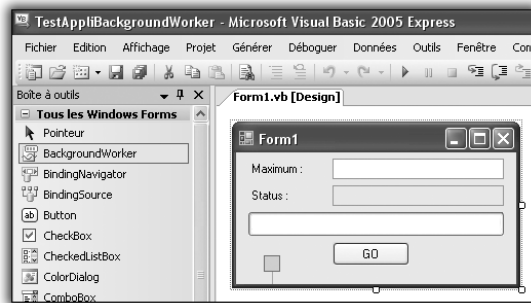 TestAppliBackgroundWorker - Microsoft Visual Basic 2005 Express
Fichier Edition Affichage Projet Générer Déboguer Données Outils Fenêtre
Boîte à outils
Form1.vb [Design]
Tous les Windows Forms
Pointeur
BackgroundWorker
BindingNavigator
BindingSource
ab Button
CheckBox
CheckedListBox
ColorDialog
ComboBox
Form1
Maximum :
Status :
GO